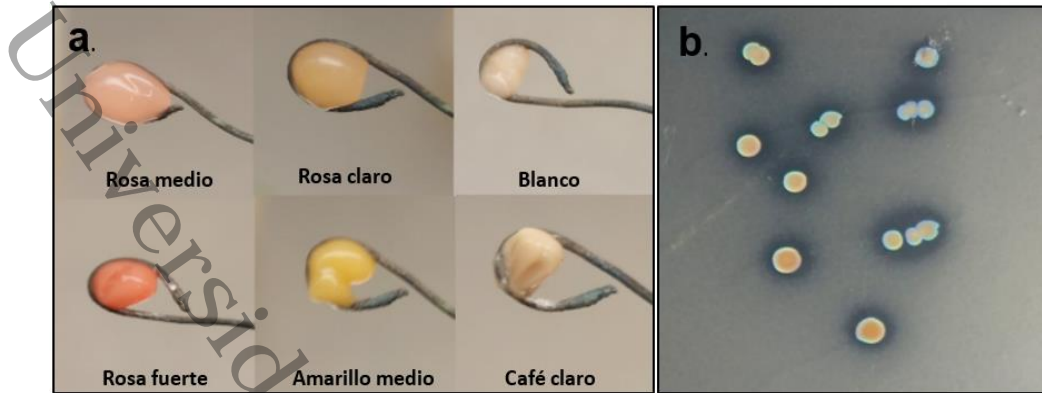 a.
b.
Rosa medio
Rosa claro
Blanco
Rosa fuerte
Amarillo medio
Café claro
Universid